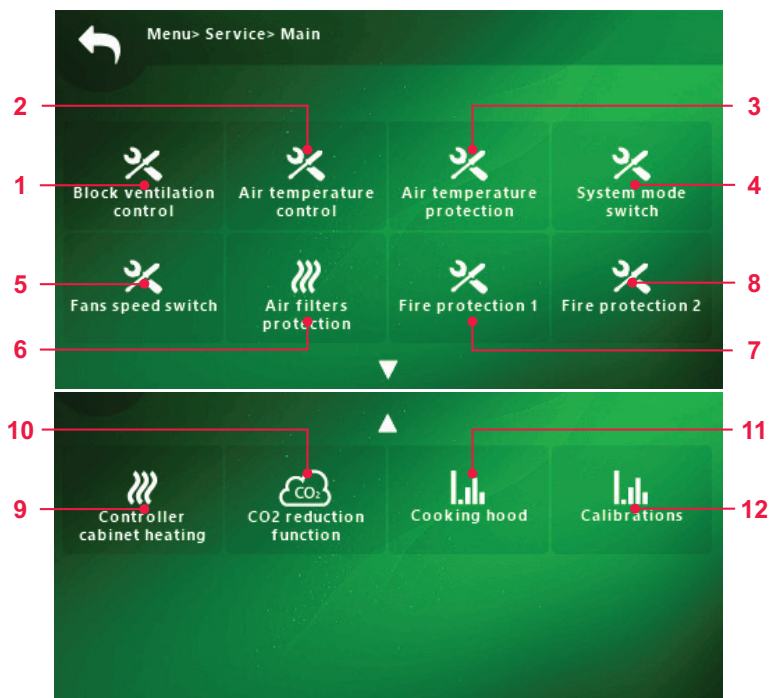 Menu> Service> Main
2
3
1
Block ventilation
control
Air temperature
control
Air temperature
protection
System mode
switch
4
5
Fans speed switch
Air filters
protection
Fire protection 1
Fire protection 2
8
6
7
10
11
9
Controller
cabinet heating
CO₂
CO2 reduction
function
Cooking hood
Calibrations
12